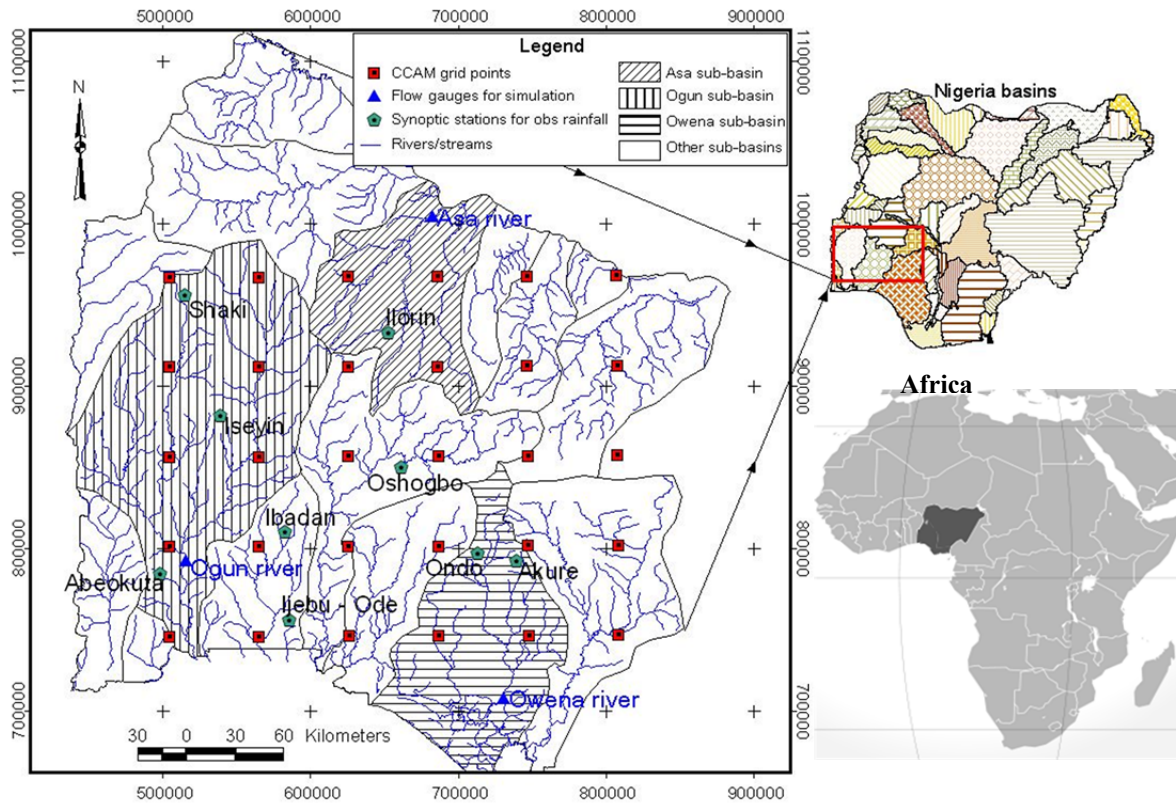 500000 600000 700000 800000 900000
Legend
CCAM grid points
Flow gauges for simulation
Synoptic stations for obs rainfall
Rivers/streams
Asa sub-basin
Ogun sub-basin
Owena sub-basin
Other sub-basins
N
1100000 1100000
1000000 1000000
900000 900000
800000 800000
700000 700000
Asa river
Shaki
Ilorin
Iseyin
Oshogbo
Ibadan
Ondo
Akure
Abeokuta
Ogun river
Ijebu - Ode
Owena river
30 0 30 60 Kilometers
500000 600000 700000 800000 900000
Nigeria basins
Africa